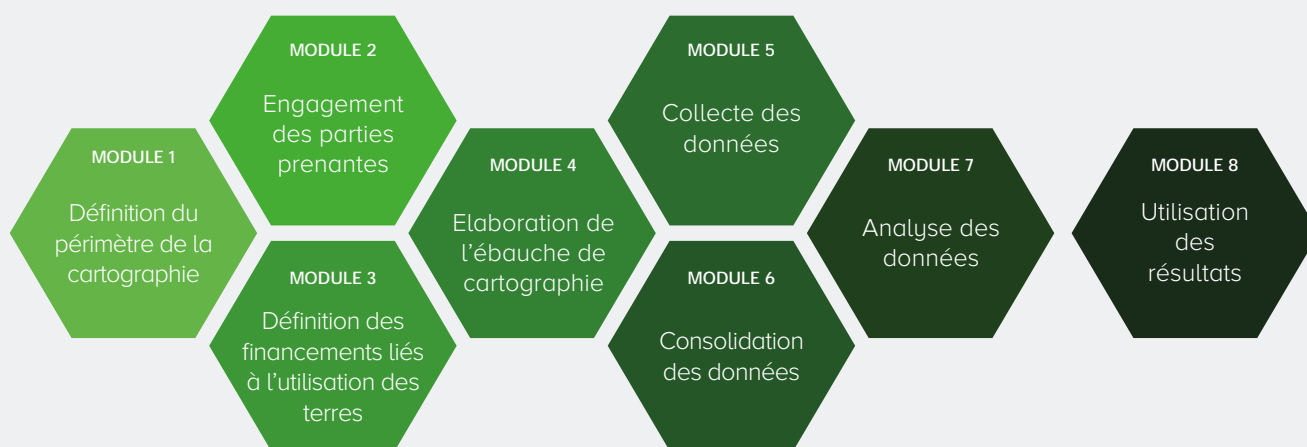 MODULE 1
Définition du
périmètre de la
cartographie
MODULE 2
Engagement
des parties
prenantes
MODULE 3
Définition des
financements liés
à l'utilisation des
terres
MODULE 4
Elaboration de
l'ébauche de
cartographie
MODULE 5
Collecte des
données
MODULE 6
Consolidation
des données
MODULE 7
Analyse des
données
MODULE 8
Utilisation
des
résultats